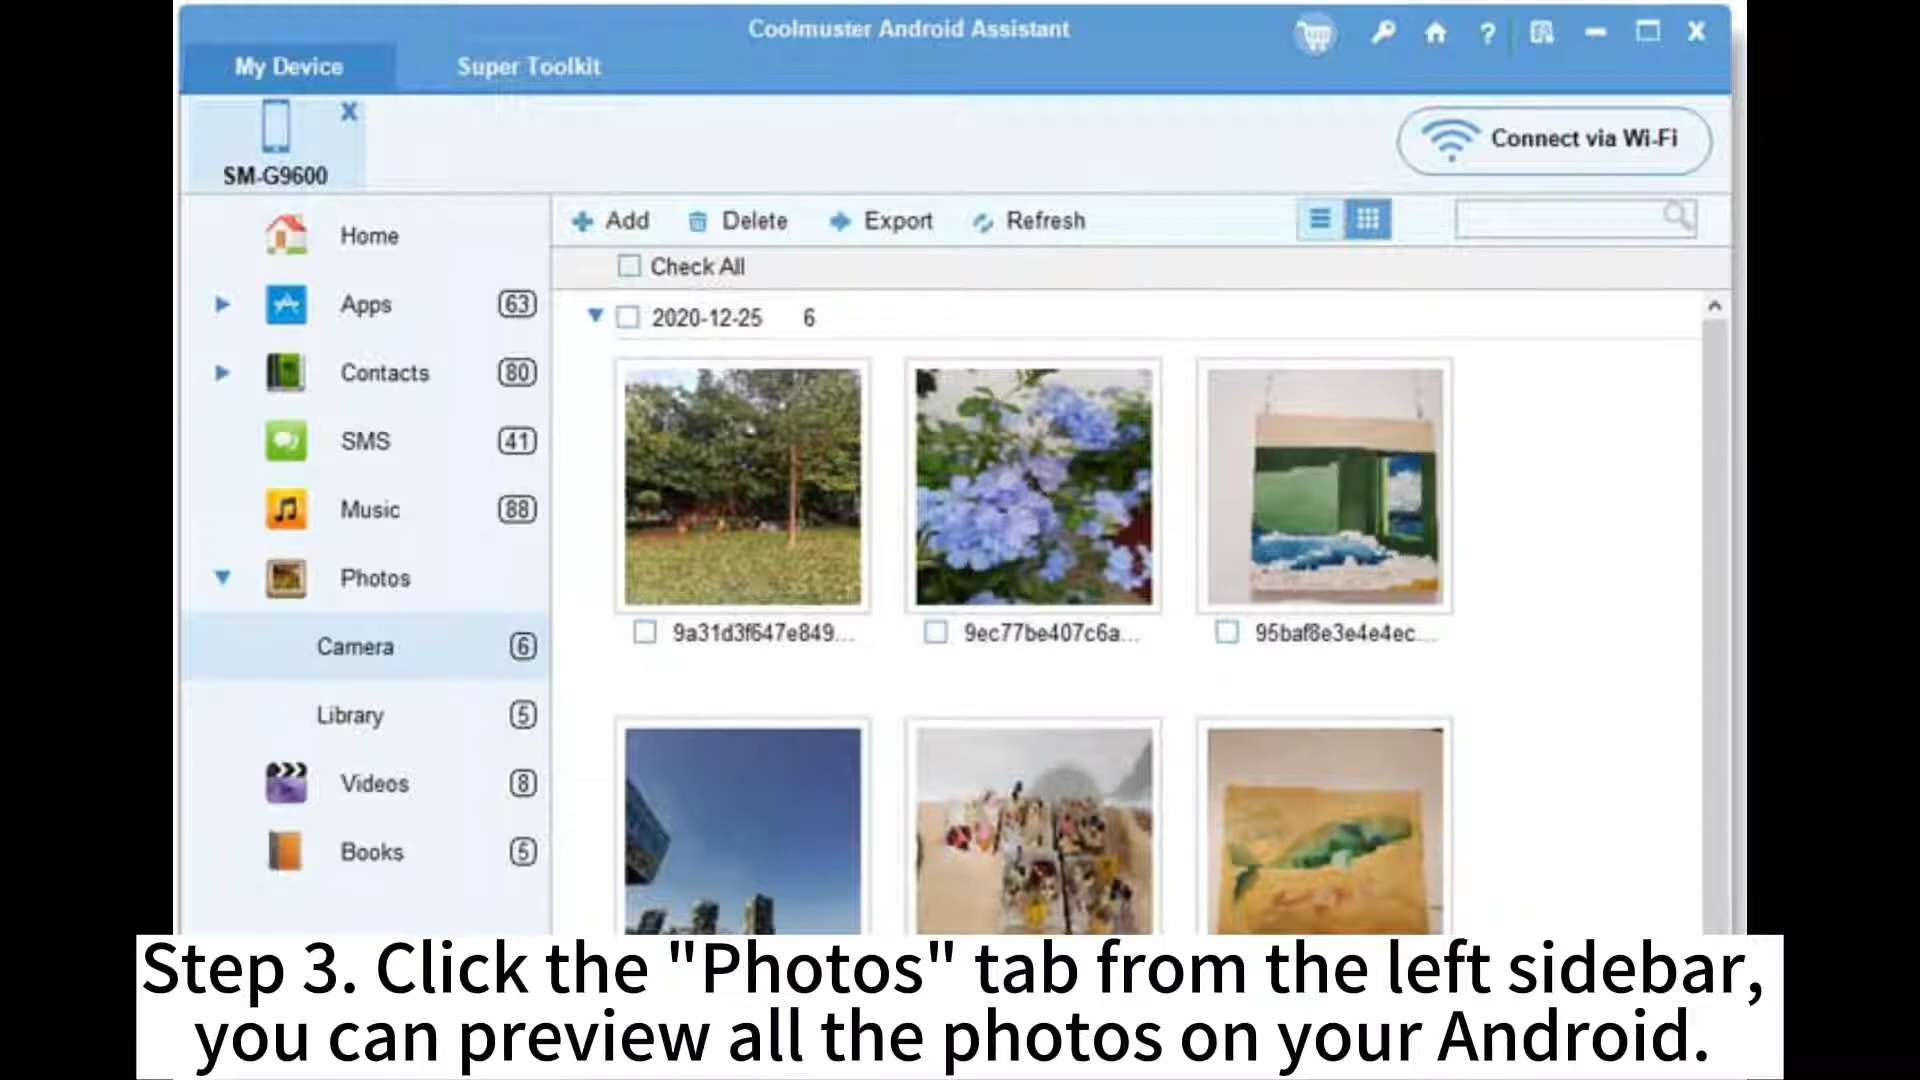 Coolmuster Android Assistant
?
My Device
Super Toolkit
Connect via Wi-Fi
SM-G9600
Add
Delete
Export
Refresh
Check All
2020-12-25 6
Home
Apps 63
Contacts 80
SMS 41
Music 88
Photos
Camera 6
Library 5
Videos 8
Books 5
9a31d3f647e849...
9ec77be407c6a...
95baf8e3e4e4ec...
Step 3. Click the "Photos" tab from the left sidebar,
you can preview all the photos on your Android.